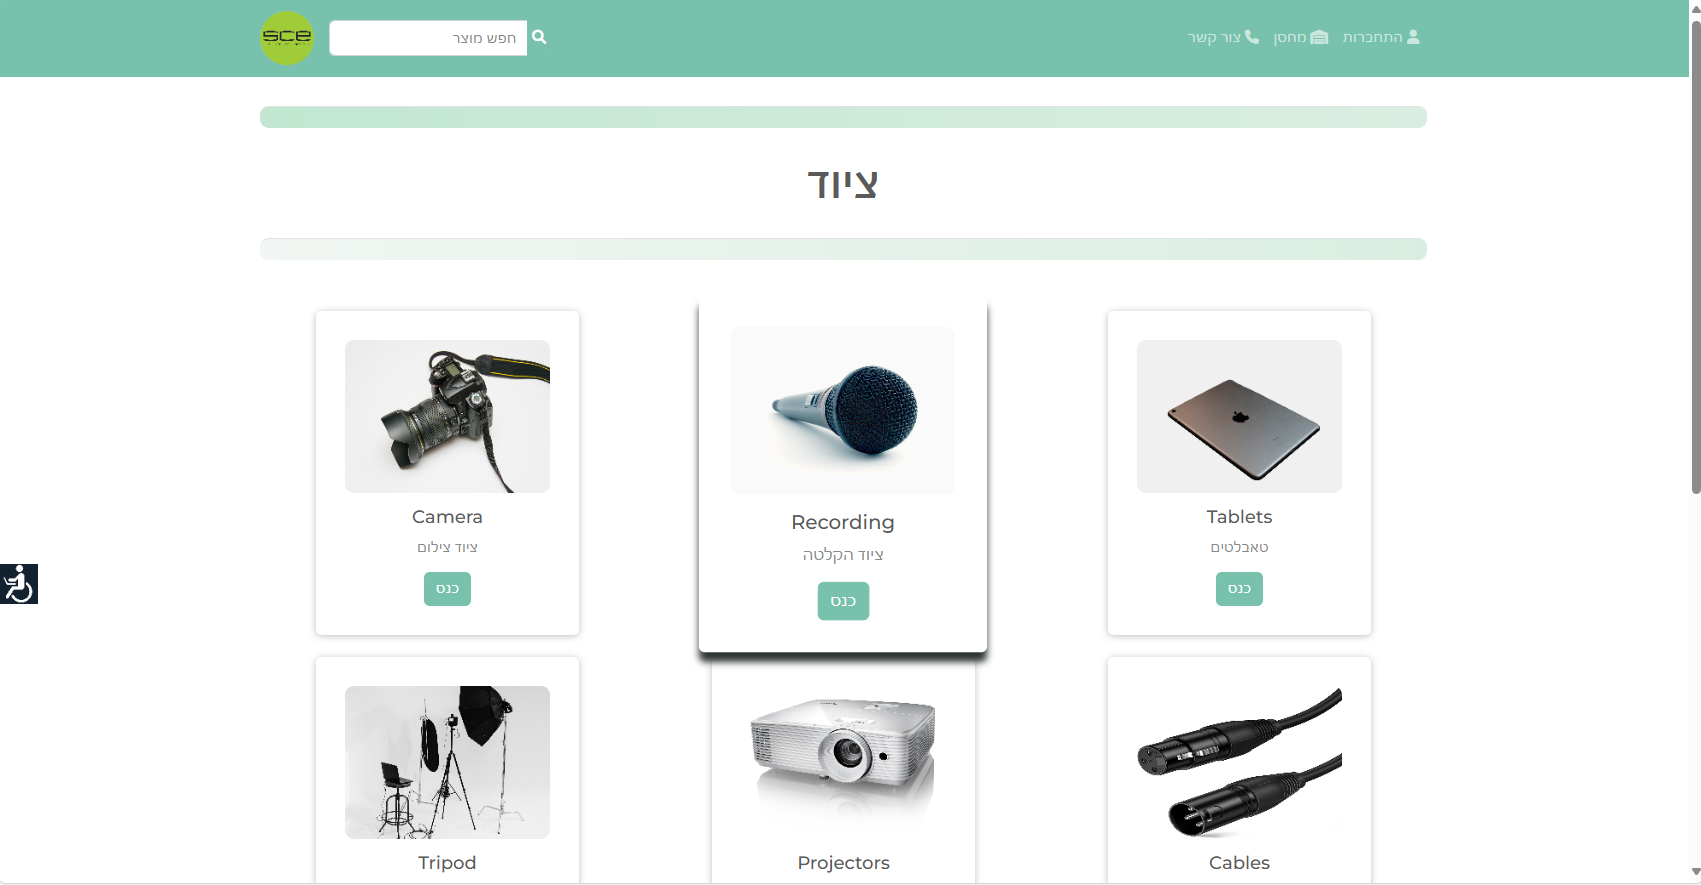 sce
חפש מוצר
התחברות
מחסן
צור קשר
ציוד
Camera
ציוד צילום
כנס
Recording
ציוד הקלטה
כנס
Tablets
טאבלטים
כנס
Tripod
Projectors
Cables